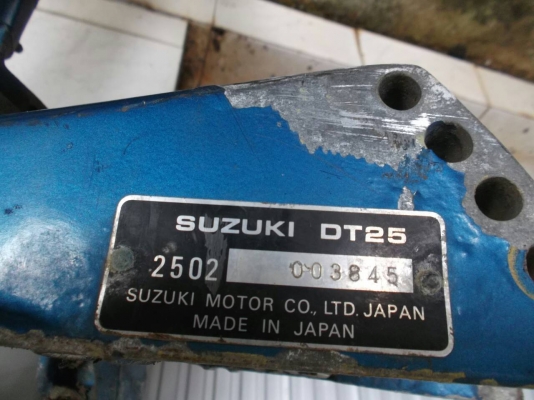 SUZUKI DT25
2502 003845
SUZUKI MOTOR CO., LTD. JAPAN
MADE IN JAPAN